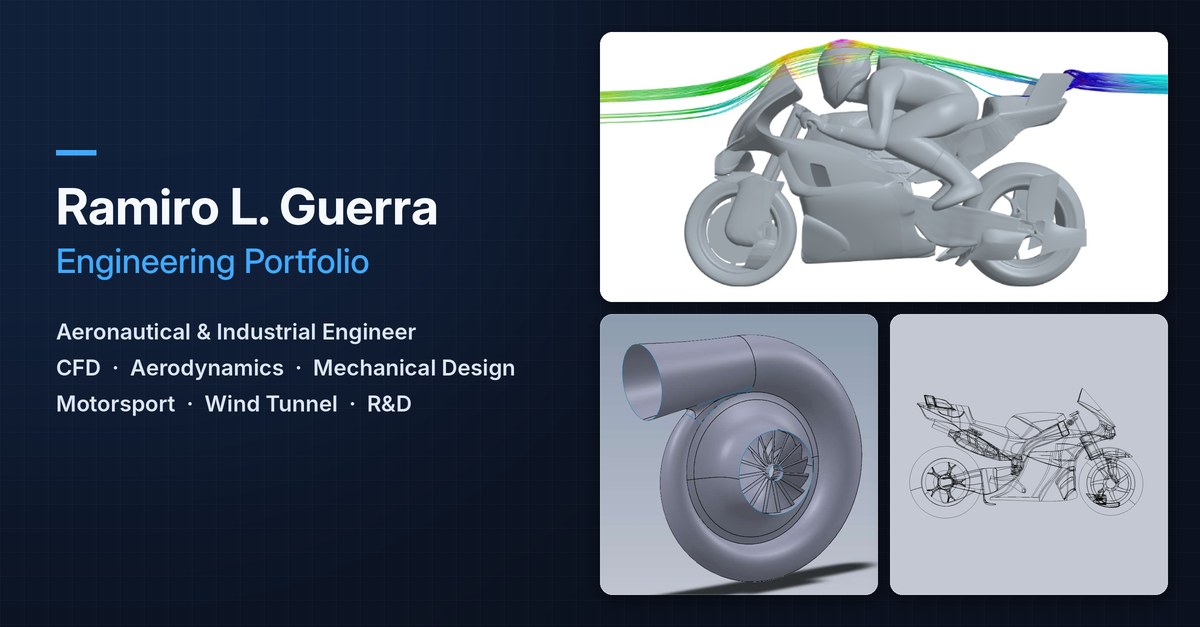 Ramiro L. Guerra
Engineering Portfolio
Aeronautical & Industrial Engineer
CFD · Aerodynamics · Mechanical Design
Motorsport · Wind Tunnel · R&D